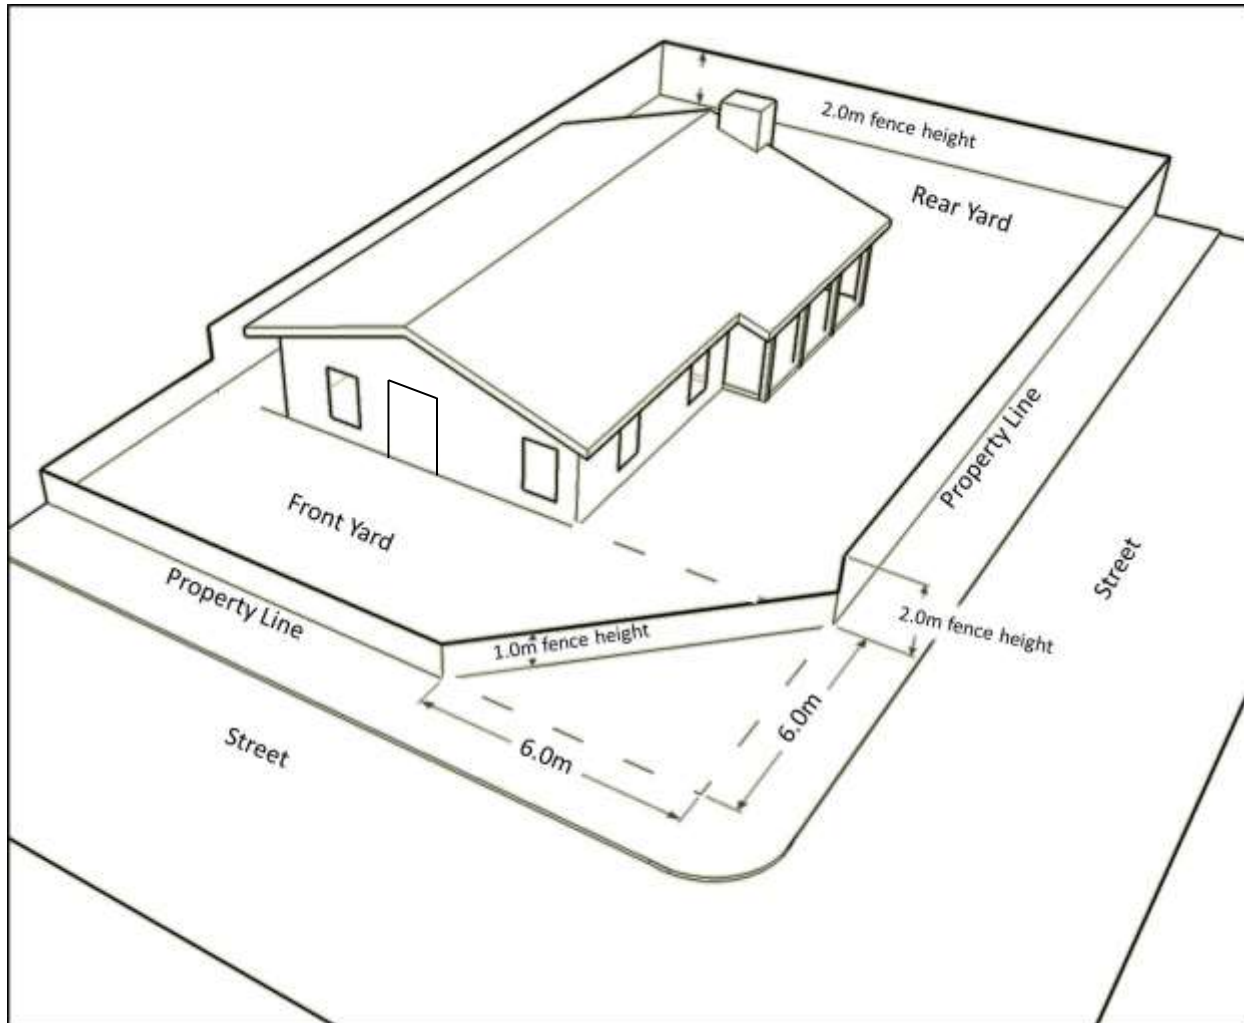 2.0m fence height
Rear Yard
Property Line
Front Yard
Street
Property Line
1.0m fence height
2.0m fence height
6.0m
6.0m
Street